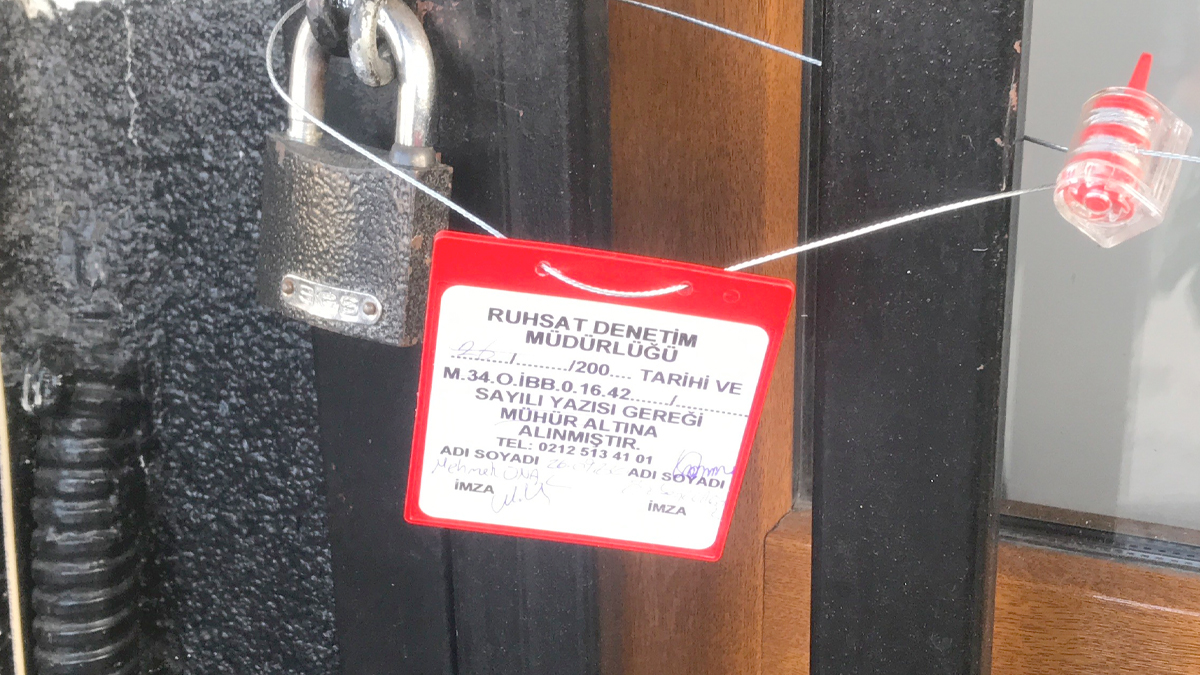 RUHSAT DENETİM
MÜDÜRLÜĞÜ
........../........../200.... TARİHİ VE
M.34.O.İBB.0.16.42......./..............
SAYILI YAZISI GEREĞİ
MÜHÜR ALTINA
ALINMIŞTIR.
TEL: 0212 513 41 01
ADI SOYADI ADI SOYADI
Mehmet
İMZA İMZA